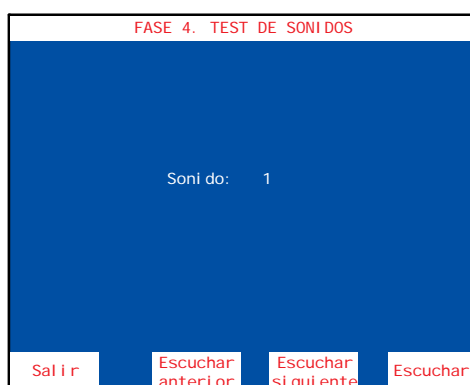 FASE 4. TEST DE SONIDOS
Sonido: 1
Salir
Escuchar
anterior
Escuchar
siguiente
Escuchar